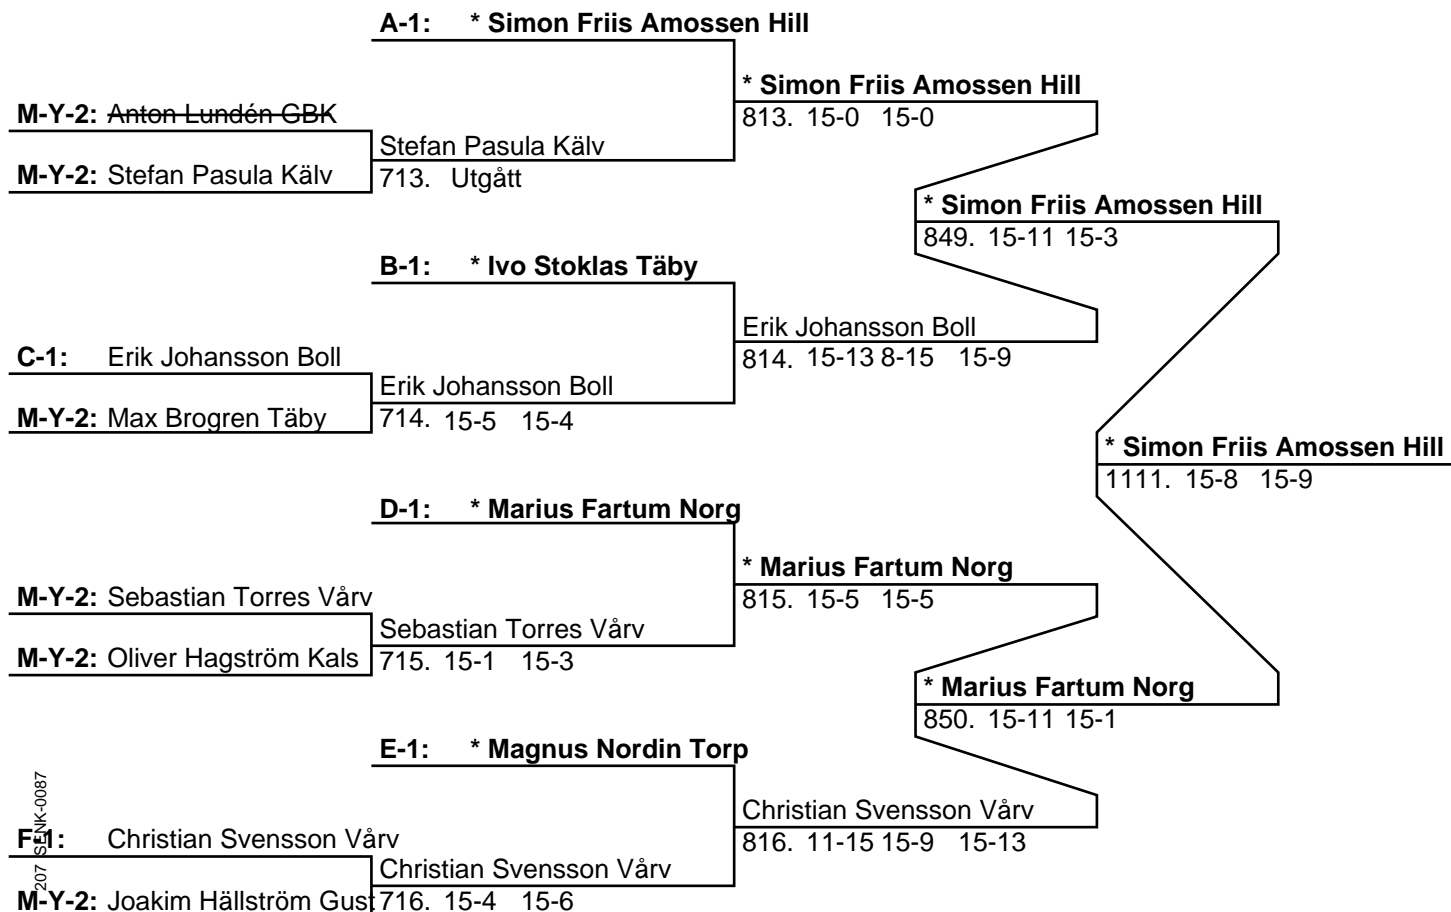 A-1: * Simon Friis Amossen Hill
* Simon Friis Amossen Hill
M-Y-2: Anton Lundén GBK
813. 15-0 15-0
Stefan Pasula Kälv
M-Y-2: Stefan Pasula Kälv
713. Utgått
* Simon Friis Amossen Hill
849. 15-11 15-3
B-1: * Ivo Stoklas Täby
Erik Johansson Boll
C-1: Erik Johansson Boll
814. 15-13 8-15 15-9
Erik Johansson Boll
M-Y-2: Max Brogren Täby
714. 15-5 15-4
* Simon Friis Amossen Hill
1111. 15-8 15-9
D-1: * Marius Fartum Norg
* Marius Fartum Norg
M-Y-2: Sebastian Torres Vårv
815. 15-5 15-5
Sebastian Torres Vårv
M-Y-2: Oliver Hagström Kals
715. 15-1 15-3
* Marius Fartum Norg
850. 15-11 15-1
E-1: * Magnus Nordin Torp
Christian Svensson Vårv
F-1: Christian Svensson Vårv
816. 11-15 15-9 15-13
Christian Svensson Vårv
M-Y-2: Joakim Hällström Gust
716. 15-4 15-6
207 SENK-0087